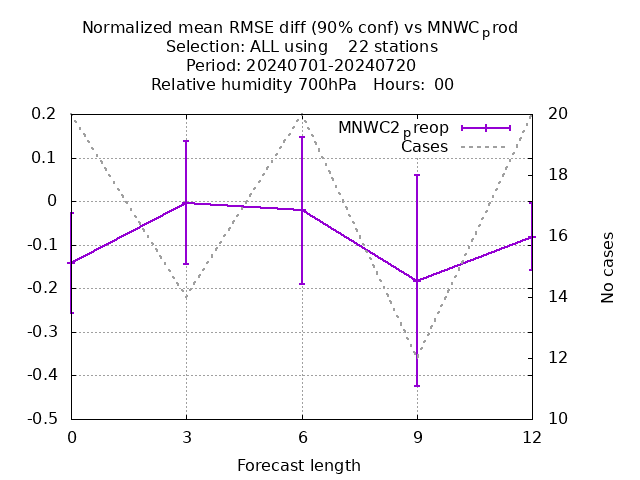 Normalized mean RMSE diff (90% conf) vs MNWC_prod
Selection: ALL using    22 stations
Period: 20240701-20240720
Relative humidity 700hPa   Hours:  00
MNWC2_preop
Cases
0.2
0.1
0
-0.1
-0.2
-0.3
-0.4
-0.5
20
18
16
14
12
10
No cases
0
3
6
9
12
Forecast length